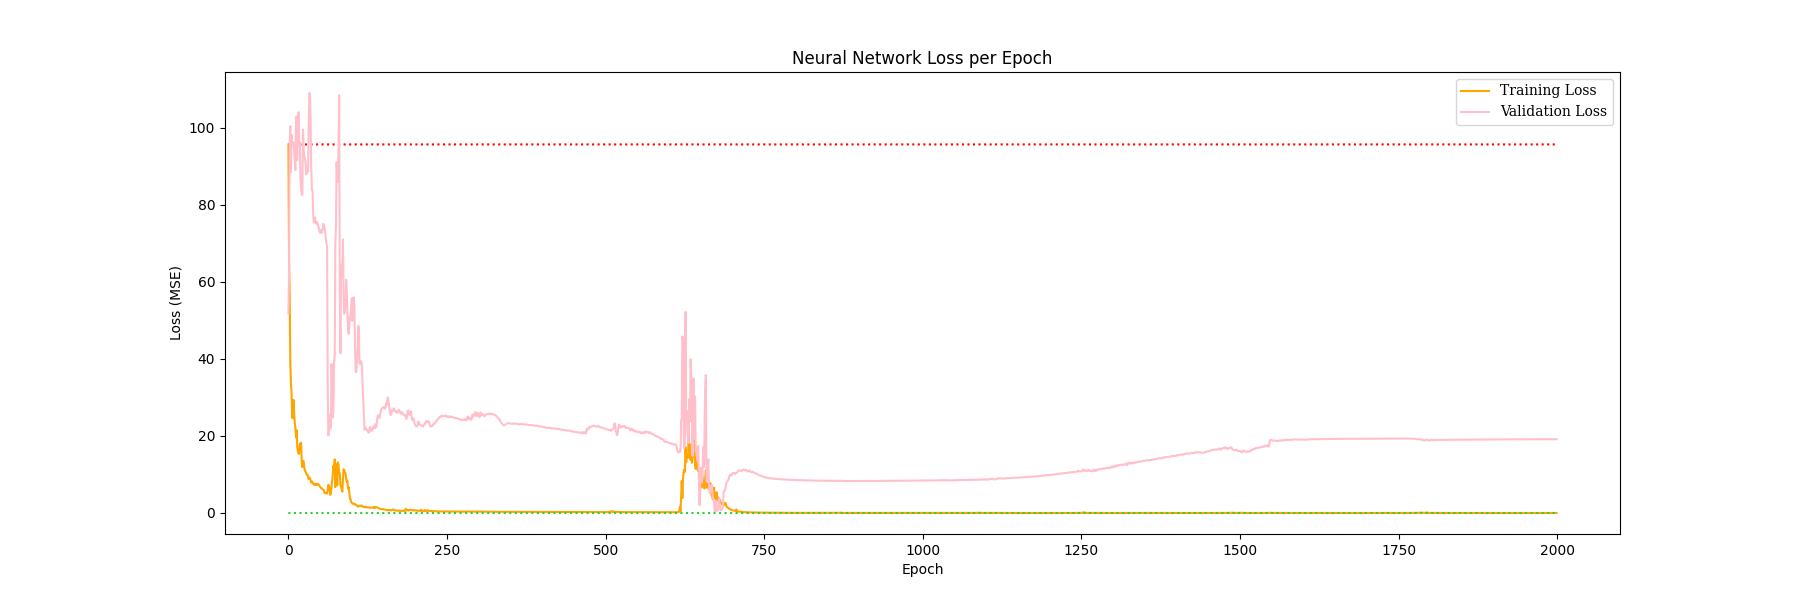 Neural Network Loss per Epoch
Training Loss
Validation Loss
100
80
60
40
20
0
Loss (MSE)
0 250 500 750 1000 1250 1500 1750 2000
Epoch